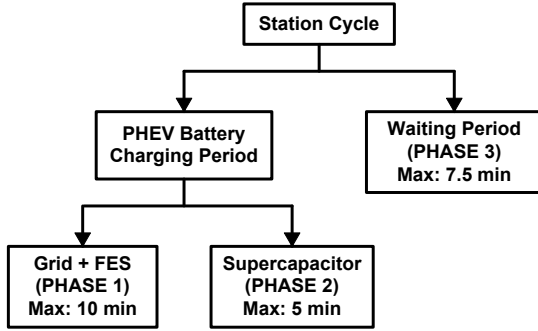 Station Cycle
PHEV Battery
Charging Period
Waiting Period
(PHASE 3)
Max: 7.5 min
Grid + FES
(PHASE 1)
Max: 10 min
Supercapacitor
(PHASE 2)
Max: 5 min